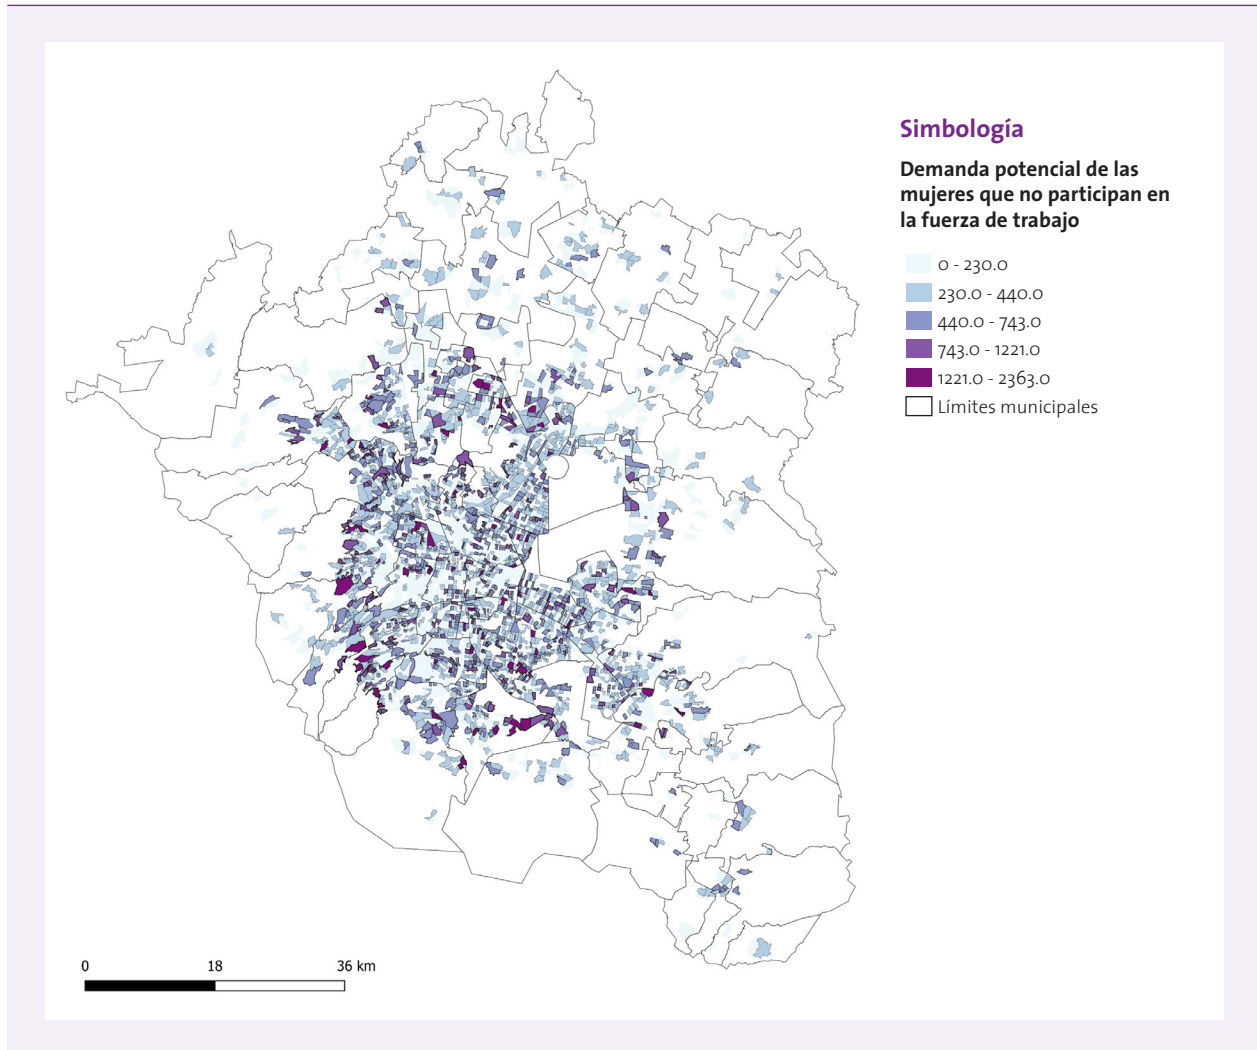 Simbología
Demanda potencial de las
mujeres que no participan en
la fuerza de trabajo
0 - 230.0
230.0 - 440.0
440.0 - 743.0
743.0 - 1221.0
1221.0 - 2363.0
Límites municipales
0 18 36 km